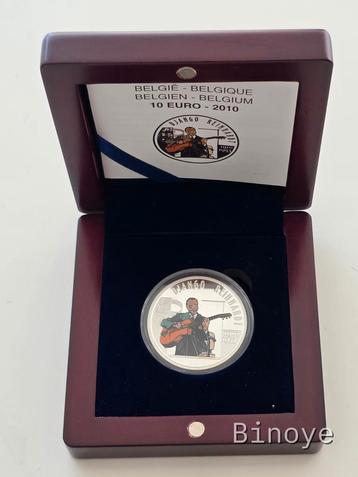 BELGIË - BELGIQUE
BELGIEN - BELGIUM
10 EURO - 2010
DJANGO REINHARDT
DJANGO REINHARDT
Binoye